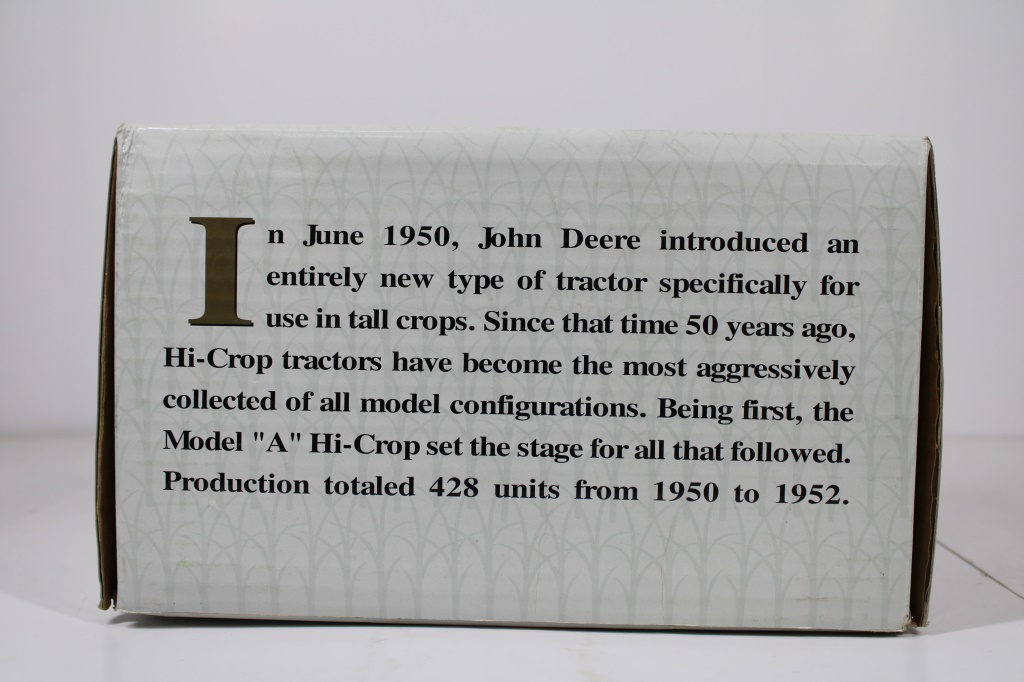 In June 1950, John Deere introduced an
entirely new type of tractor specifically for
use in tall crops. Since that time 50 years ago,
Hi-Crop tractors have become the most aggressively
collected of all model configurations. Being first, the
Model "A" Hi-Crop set the stage for all that followed.
Production totaled 428 units from 1950 to 1952.